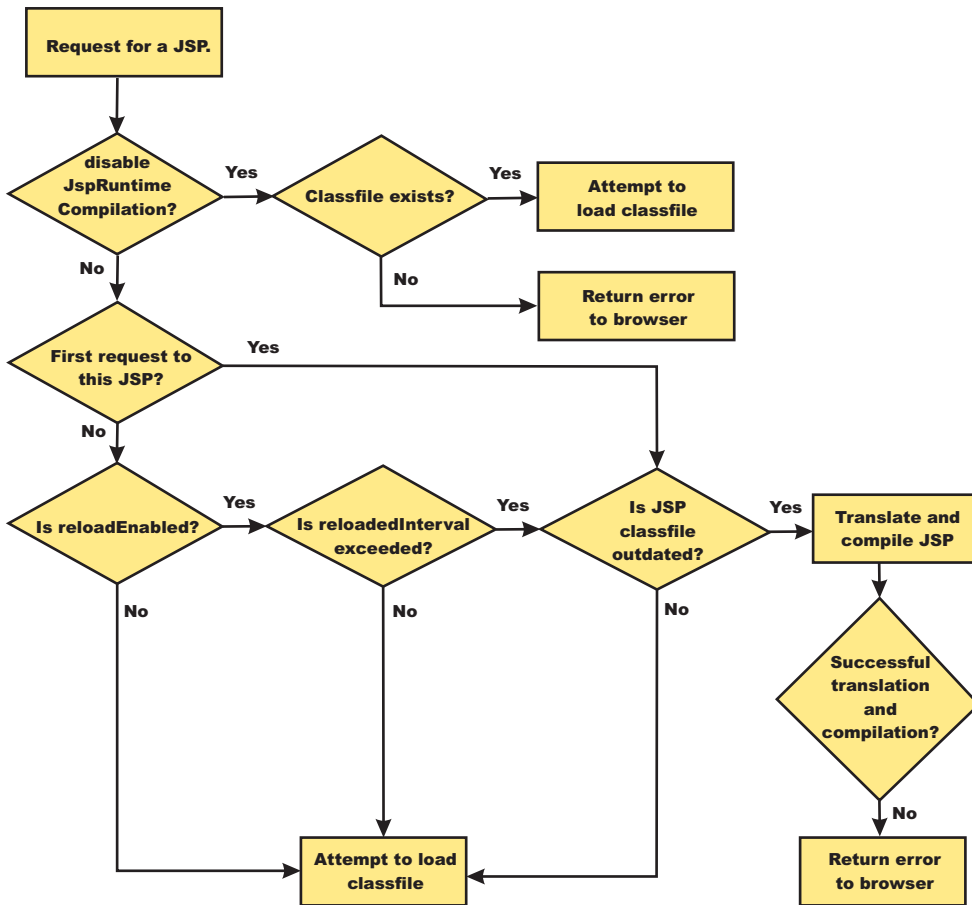 Request for a JSP.
disable
JspRuntime
Compilation?
Yes
Classfile exists?
Yes
Attempt to
load classfile
No
No
Return error
to browser
First request to
this JSP?
Yes
No
Is reloadEnabled?
Yes
Is reloadedInterval
exceeded?
Yes
Is JSP
classfile
outdated?
Yes
Translate and
compile JSP
No
No
No
Successful
translation
and
compilation?
No
Attempt to load
classfile
Return error
to browser